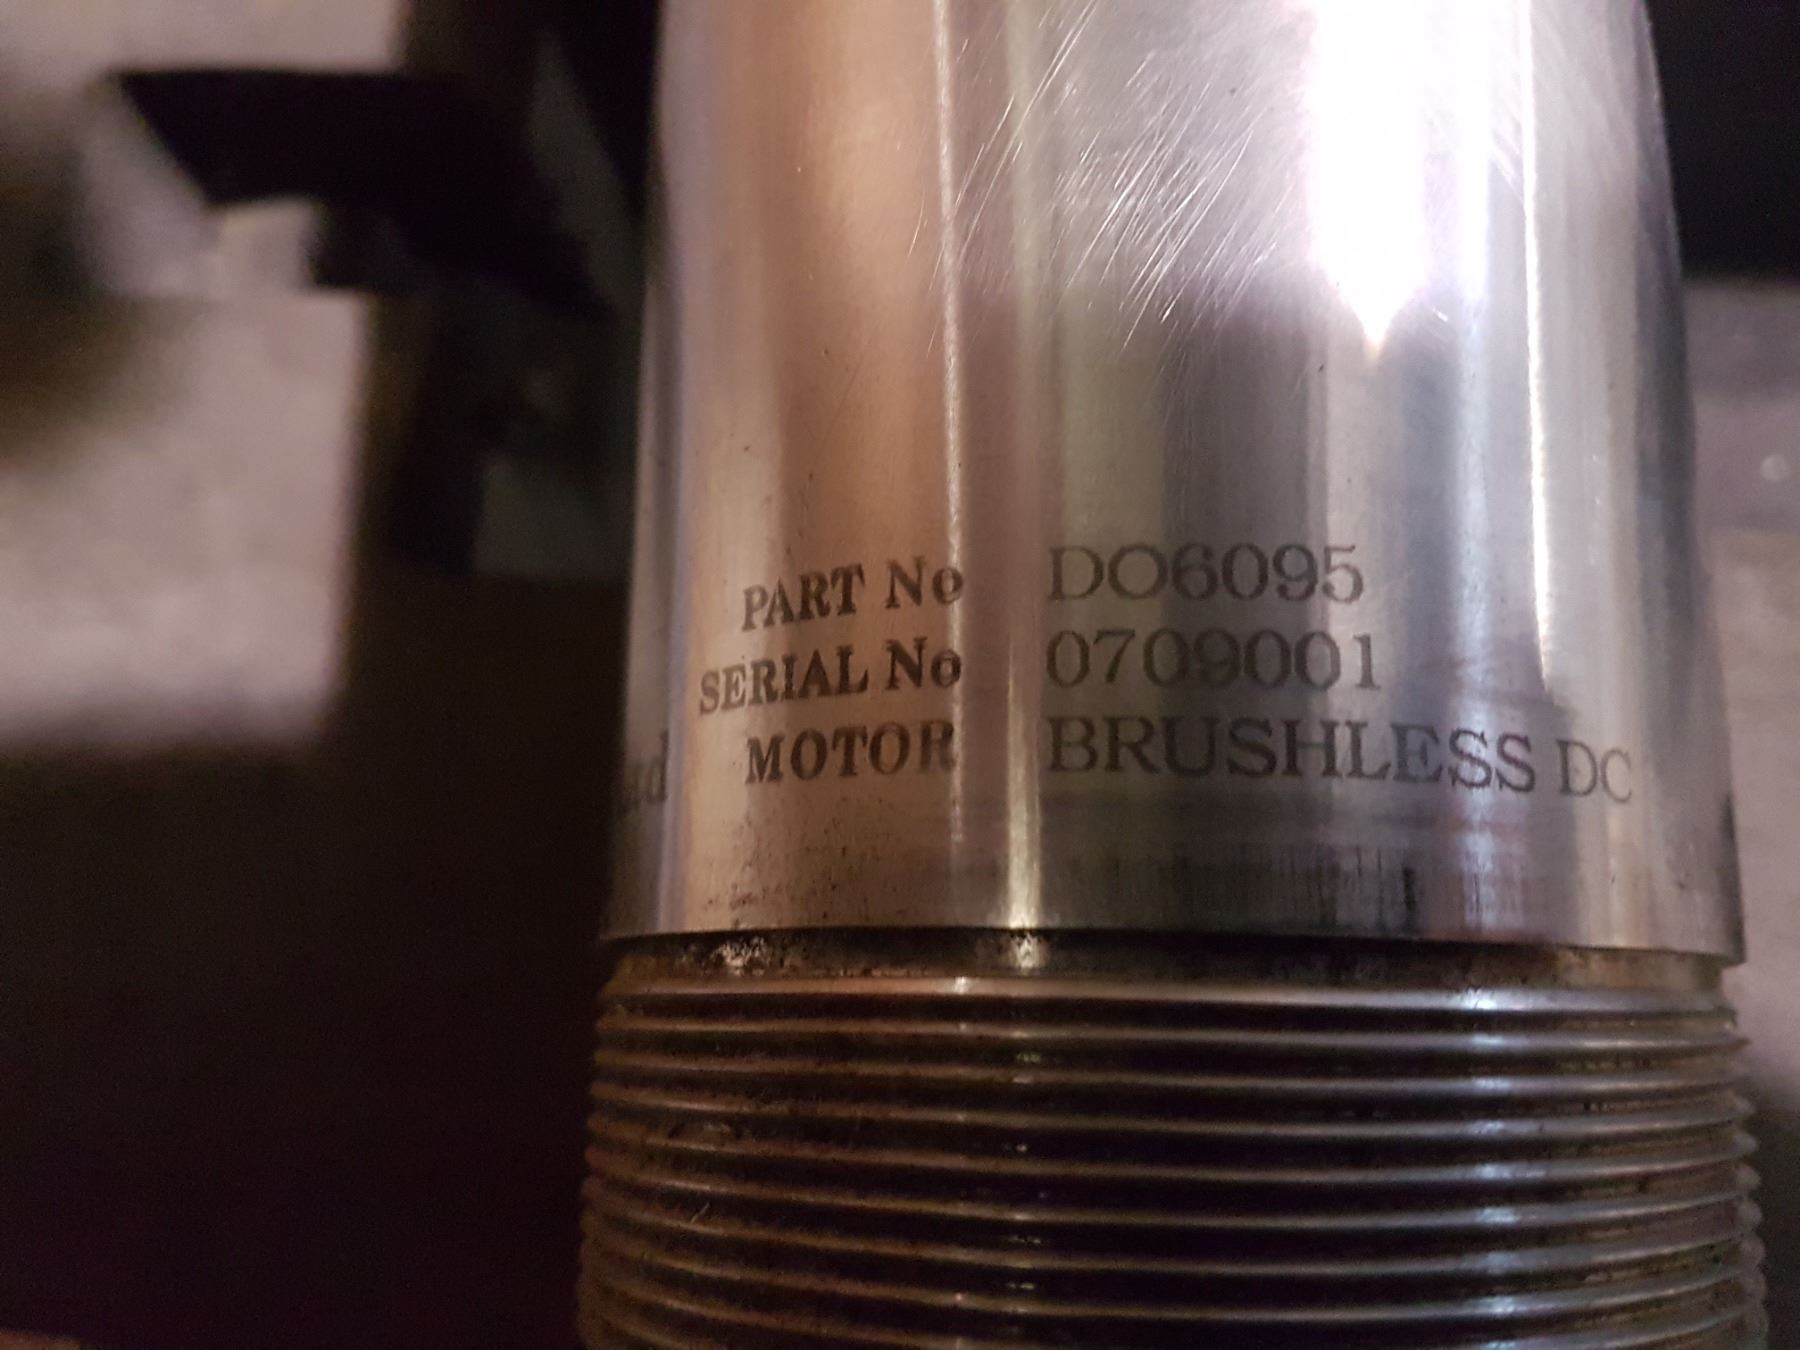 PART No DO6095
SERIAL No 0709001
MOTOR BRUSHLESS DC